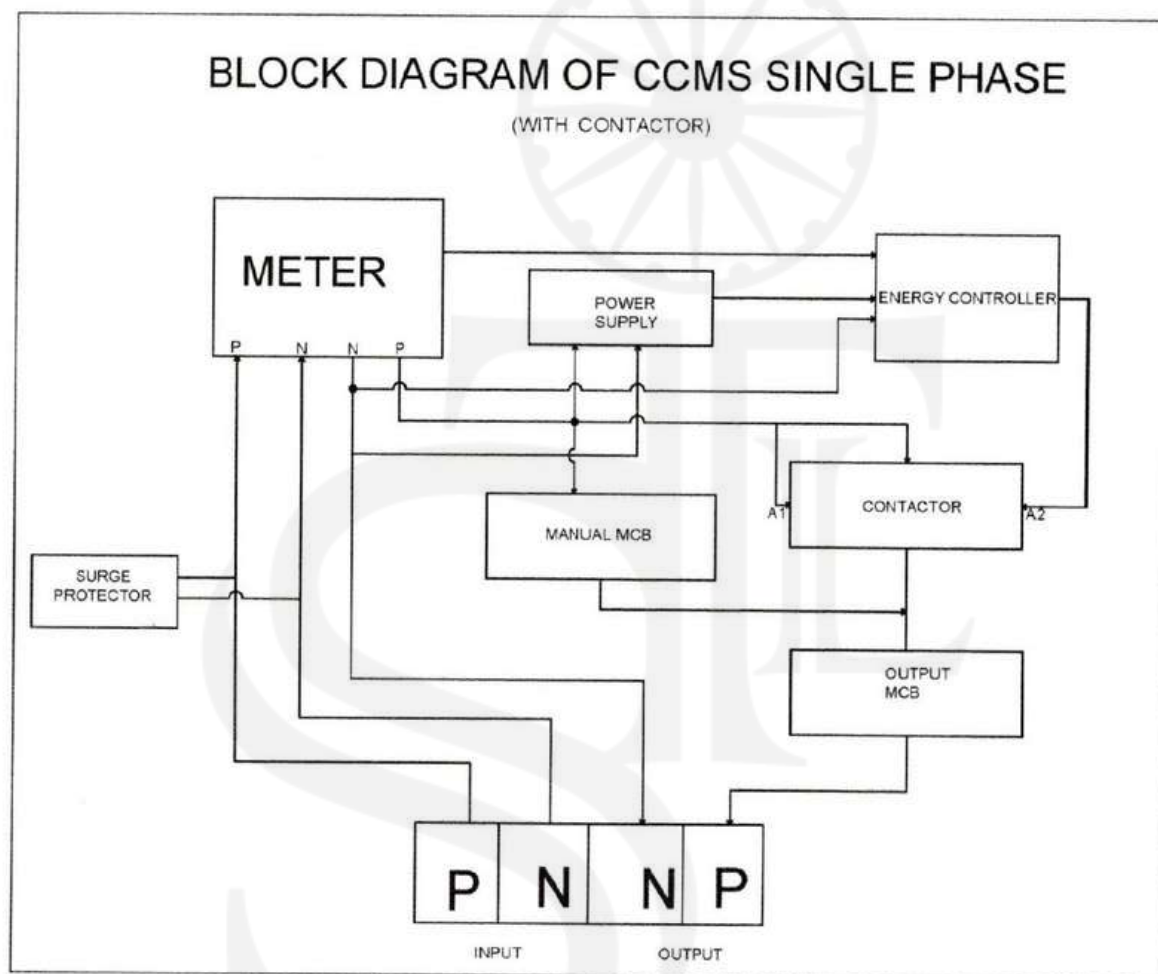 BLOCK DIAGRAM OF CCMS SINGLE PHASE
(WITH CONTACTOR)
METER
P N N P
POWER
SUPPLY
ENERGY CONTROLLER
A1
CONTACTOR
A2
MANUAL MCB
SURGE
PROTECTOR
OUTPUT
MCB
P N N P
INPUT OUTPUT